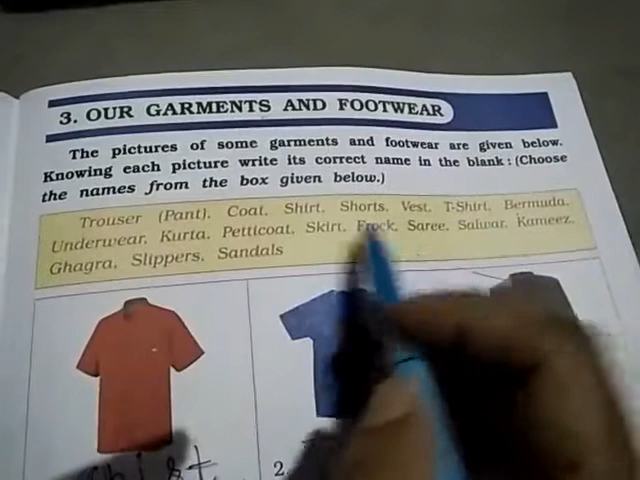 3. OUR GARMENTS AND FOOTWEAR
The pictures of some garments and footwear are given below.
Knowing each picture write its correct name in the blank : (Choose
the names from the box given below.)
Trouser (Pant), Coat, Shirt, Shorts, Vest, T-Shirt, Bermuda,
Underwear, Kurta, Petticoat, Skirt, Frock, Saree, Salwar, Kameez,
Ghagra, Slippers, Sandals
2.